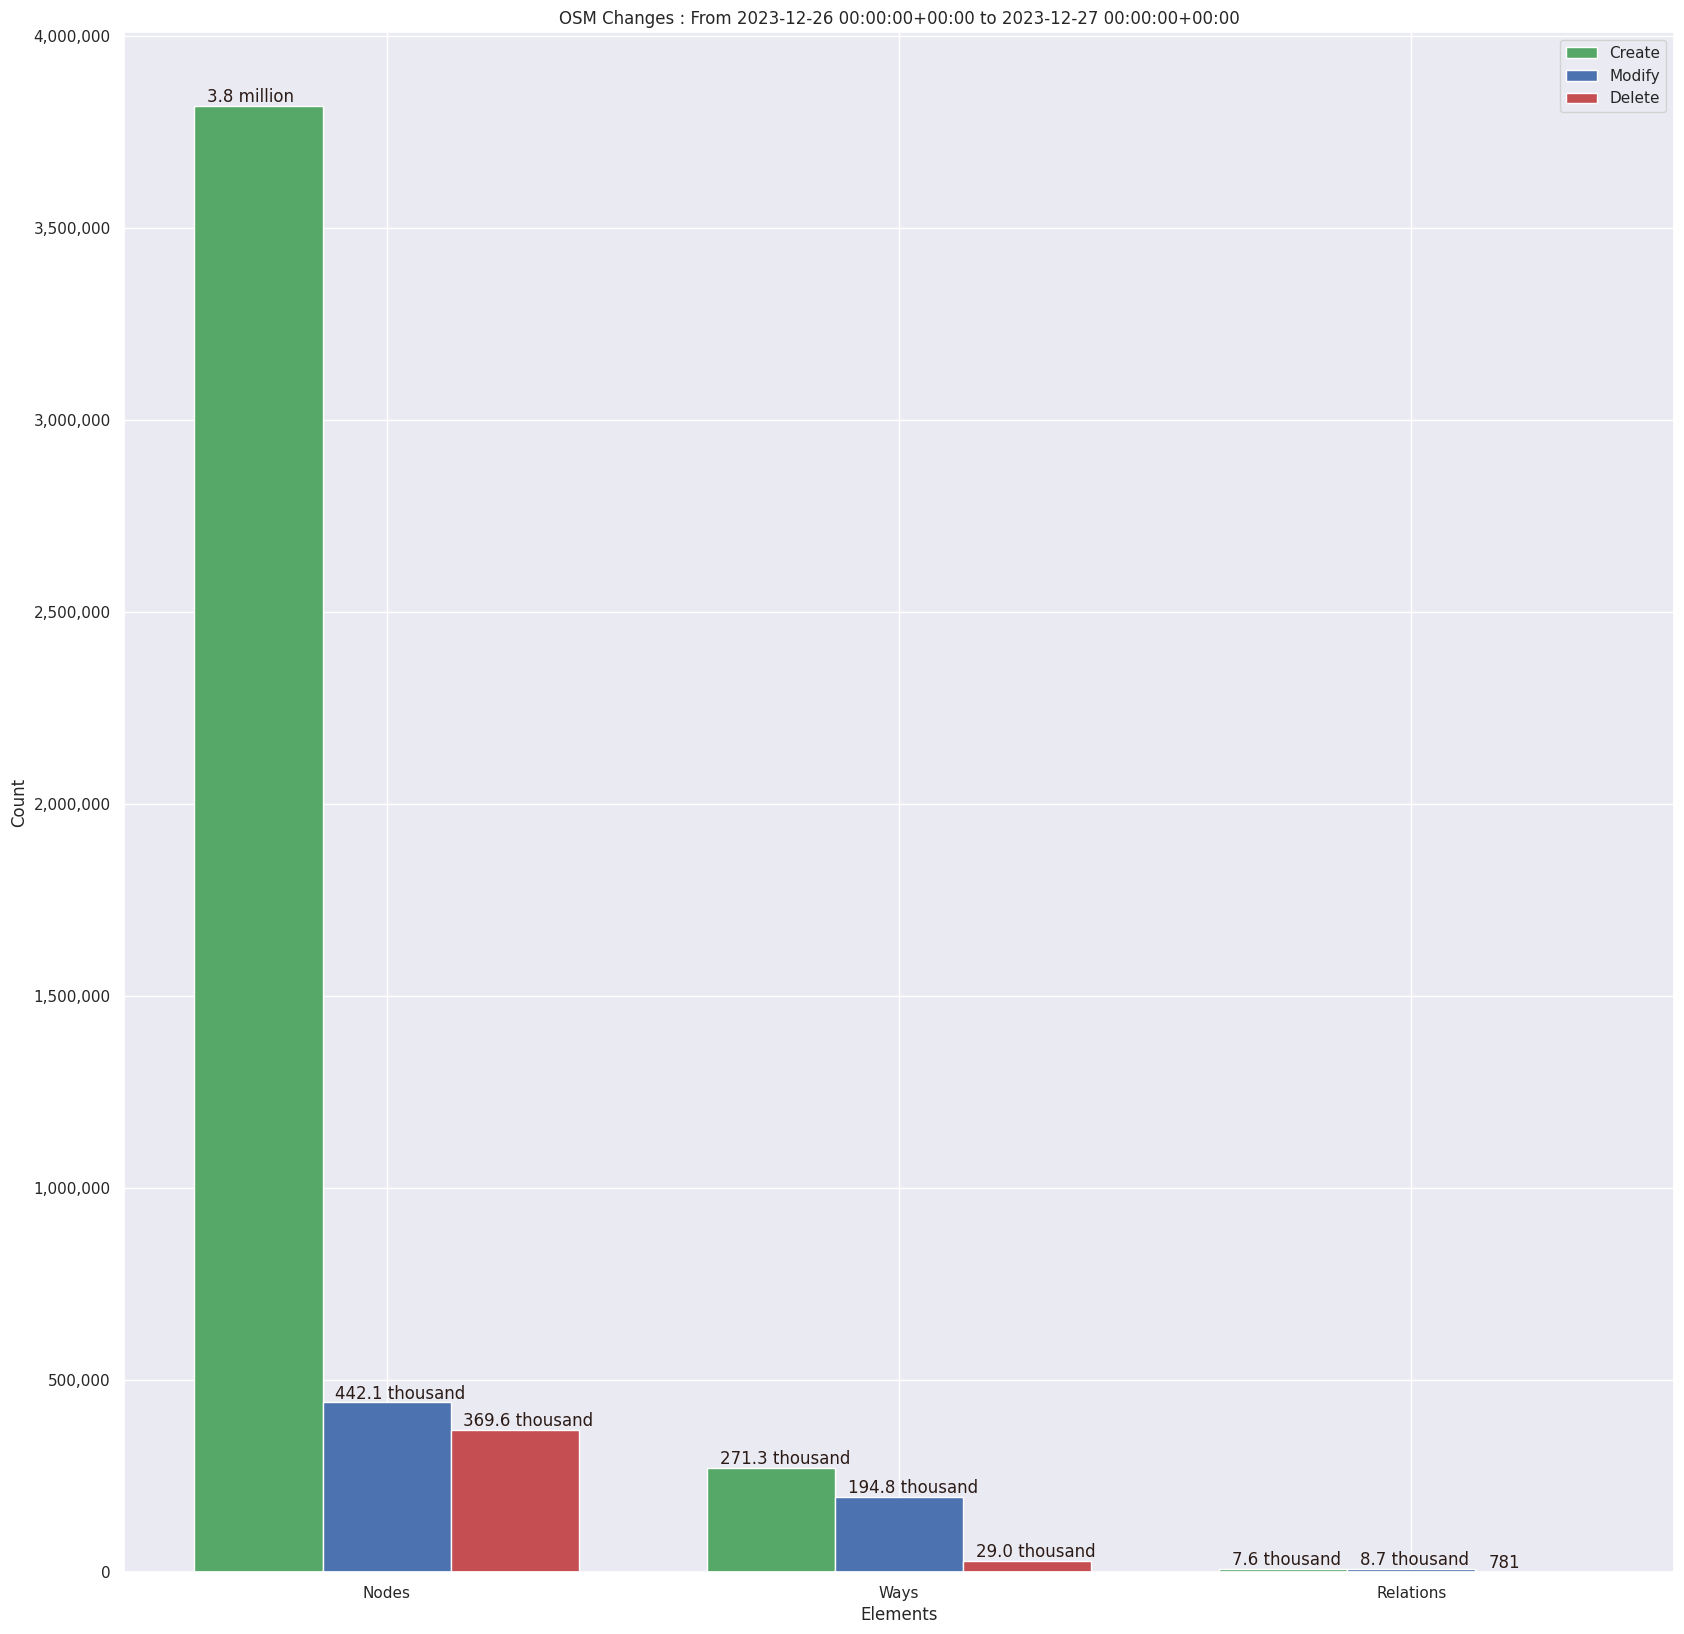 OSM Changes : From 2023-12-26 00:00:00+00:00 to 2023-12-27 00:00:00+00:00
Create
Modify
Delete
4,000,000
3,500,000
3,000,000
2,500,000
2,000,000
1,500,000
1,000,000
500,000
0
Count
3.8 million
442.1 thousand
369.6 thousand
271.3 thousand
194.8 thousand
29.0 thousand
7.6 thousand
8.7 thousand
781
Nodes
Ways
Relations
Elements